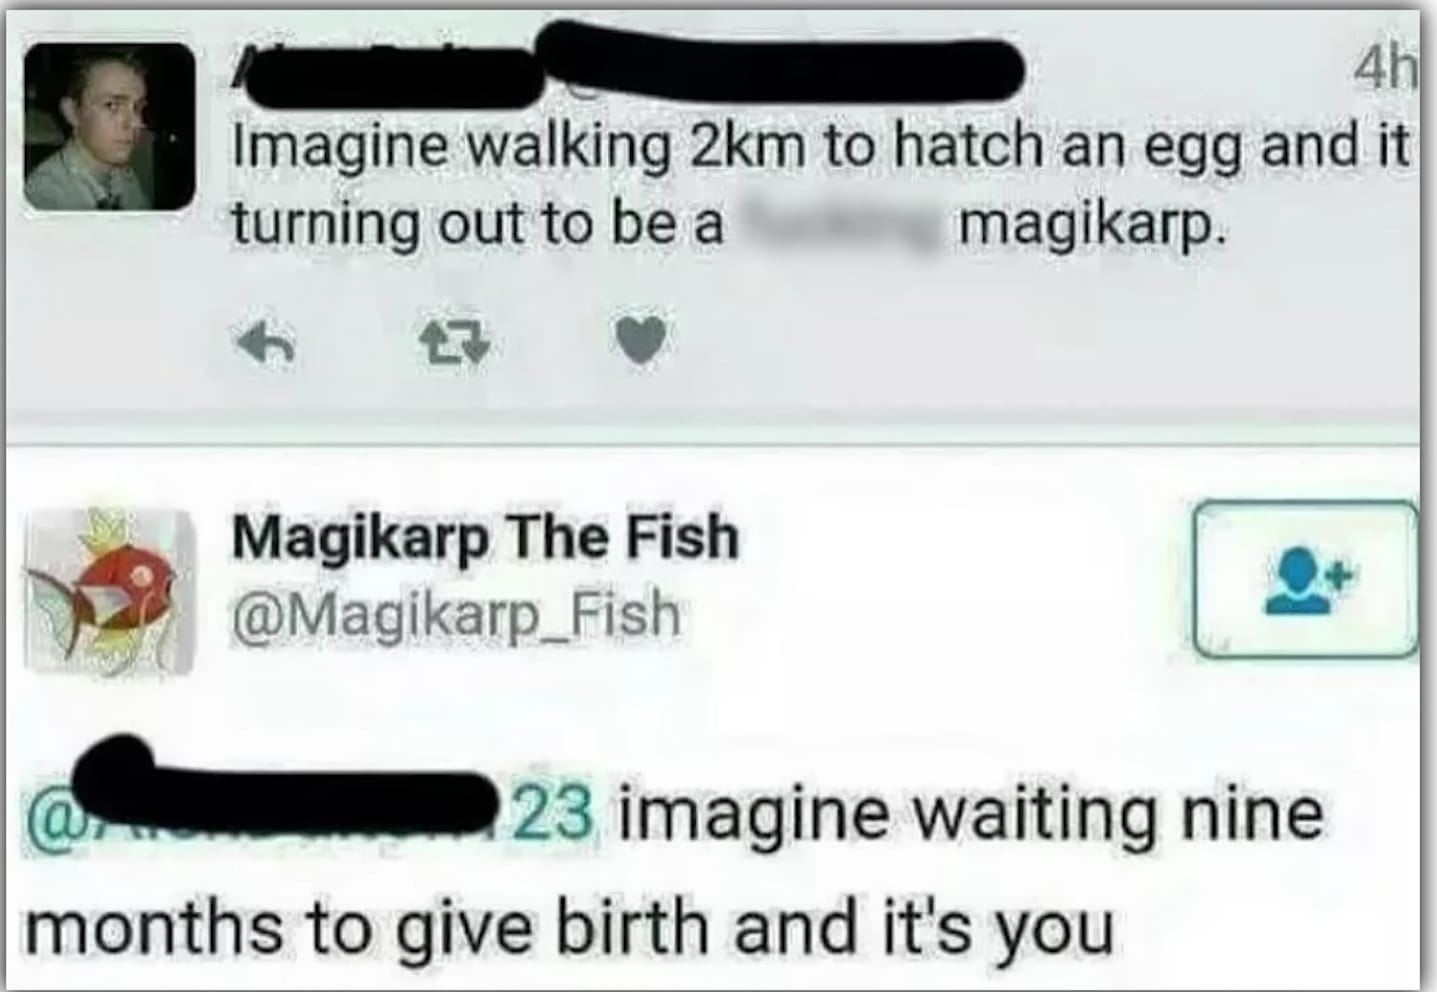 4h
Imagine walking 2km to hatch an egg and it
turning out to be a magikarp.
Magikarp The Fish
@Magikarp_Fish
@ 23 imagine waiting nine
months to give birth and it's you